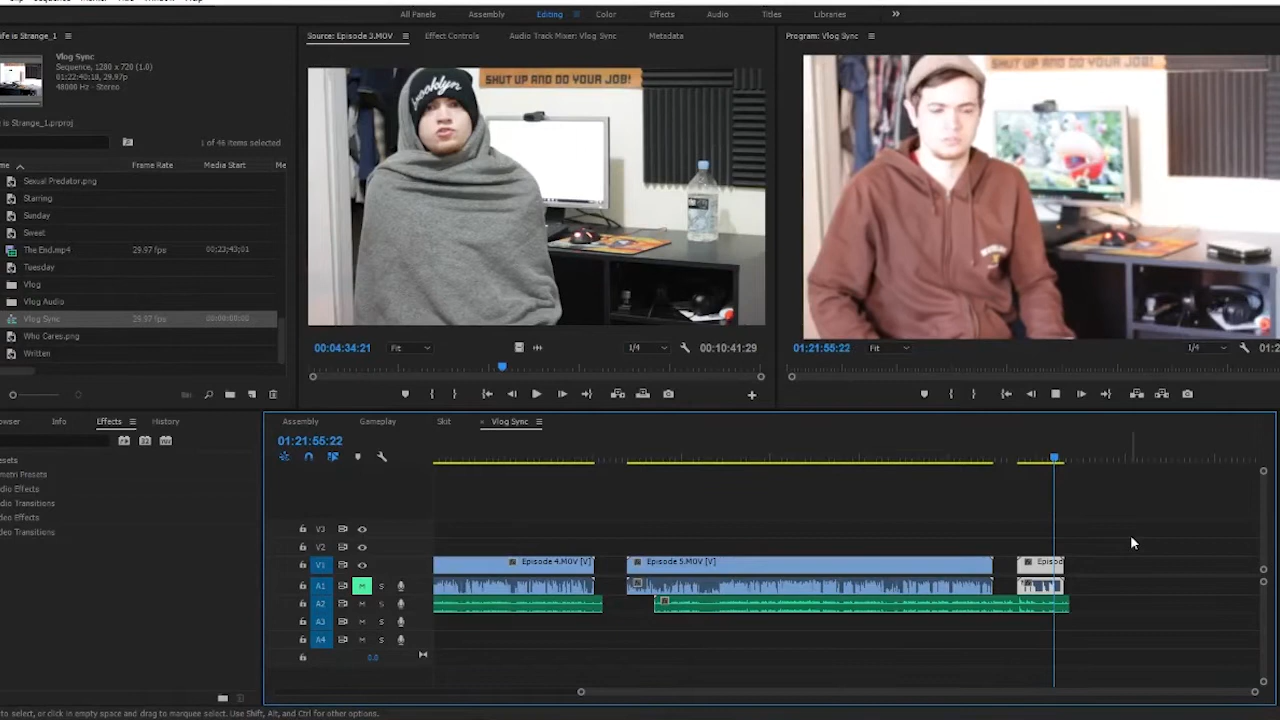 All Panels Assembly Editing Color Effects Audio Titles Libraries
ife is Strange_1
Source: Episode 3.MOV Effect Controls Audio Track Mixer: Vlog Sync Metadata
Program: Vlog Sync
Vlog Sync
Sequence, 1280 x 720 (1.0)
01:22:40:18, 29.97p
48000 Hz - Stereo
SHUT UP AND DO YOUR JOB!
SHUT UP AND DO YOUR JOB!
brooklyn
ife is Strange_1.prproj
1 of 46 items selected
me Frame Rate Media Start Me
Sexual Predator.png
Starring
Sunday
Sweet
The End.mp4 29.97 fps 00;23;43;01
Tuesday
Vlog
Vlog Audio
Vlog Sync 29.97 fps 00:00:00:00
Who Cares.png
Written
00:04:34:21 Fit 1/4 00:10:41:29
01:21:55:22 Fit 1/4 01:2
owser Info Effects History
esets
metri Presets
dio Effects
dio Transitions
deo Effects
deo Transitions
Assembly Gameplay Skit Vlog Sync
01:21:55:22
V3
V2
V1 Episode 4.MOV [V] Episode 5.MOV [V] Episod
A1 M S
A2 M S
A3 M S
A4 M S
0.0
to select, or click in empty space and drag to marquee select. Use Shift, Alt, and Ctrl for other options.